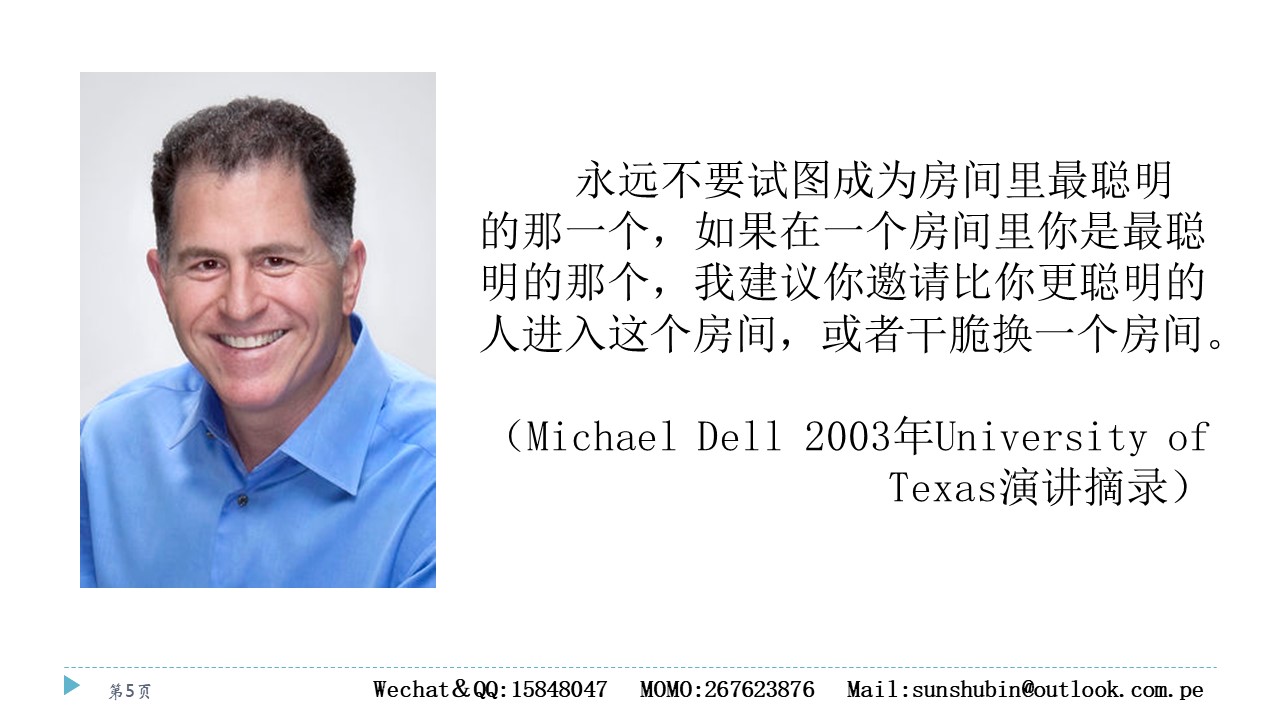 永远不要试图成为房间里最聪明
的那一个，如果在一个房间里你是最聪
明的那个，我建议你邀请比你更聪明的
人进入这个房间，或者干脆换一个房间。
（Michael Dell 2003年University of
Texas演讲摘录）
第5页
Wechat＆QQ:15848047 MOMO:267623876 Mail:sunshubin@outlook.com.pe